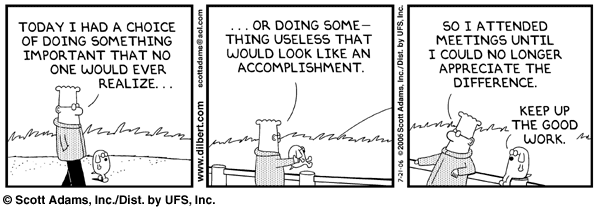 TODAY I HAD A CHOICE
OF DOING SOMETHING
IMPORTANT THAT NO
ONE WOULD EVER
REALIZE...
scottadams@aol.com
www.dilbert.com
...OR DOING SOME-
THING USELESS THAT
WOULD LOOK LIKE AN
ACCOMPLISHMENT.
7-21-06 © 2006 Scott Adams, Inc./Dist. by UFS, Inc.
SO I ATTENDED
MEETINGS UNTIL
I COULD NO LONGER
APPRECIATE THE
DIFFERENCE.
KEEP UP
THE GOOD
WORK.
© Scott Adams, Inc./Dist. by UFS, Inc.